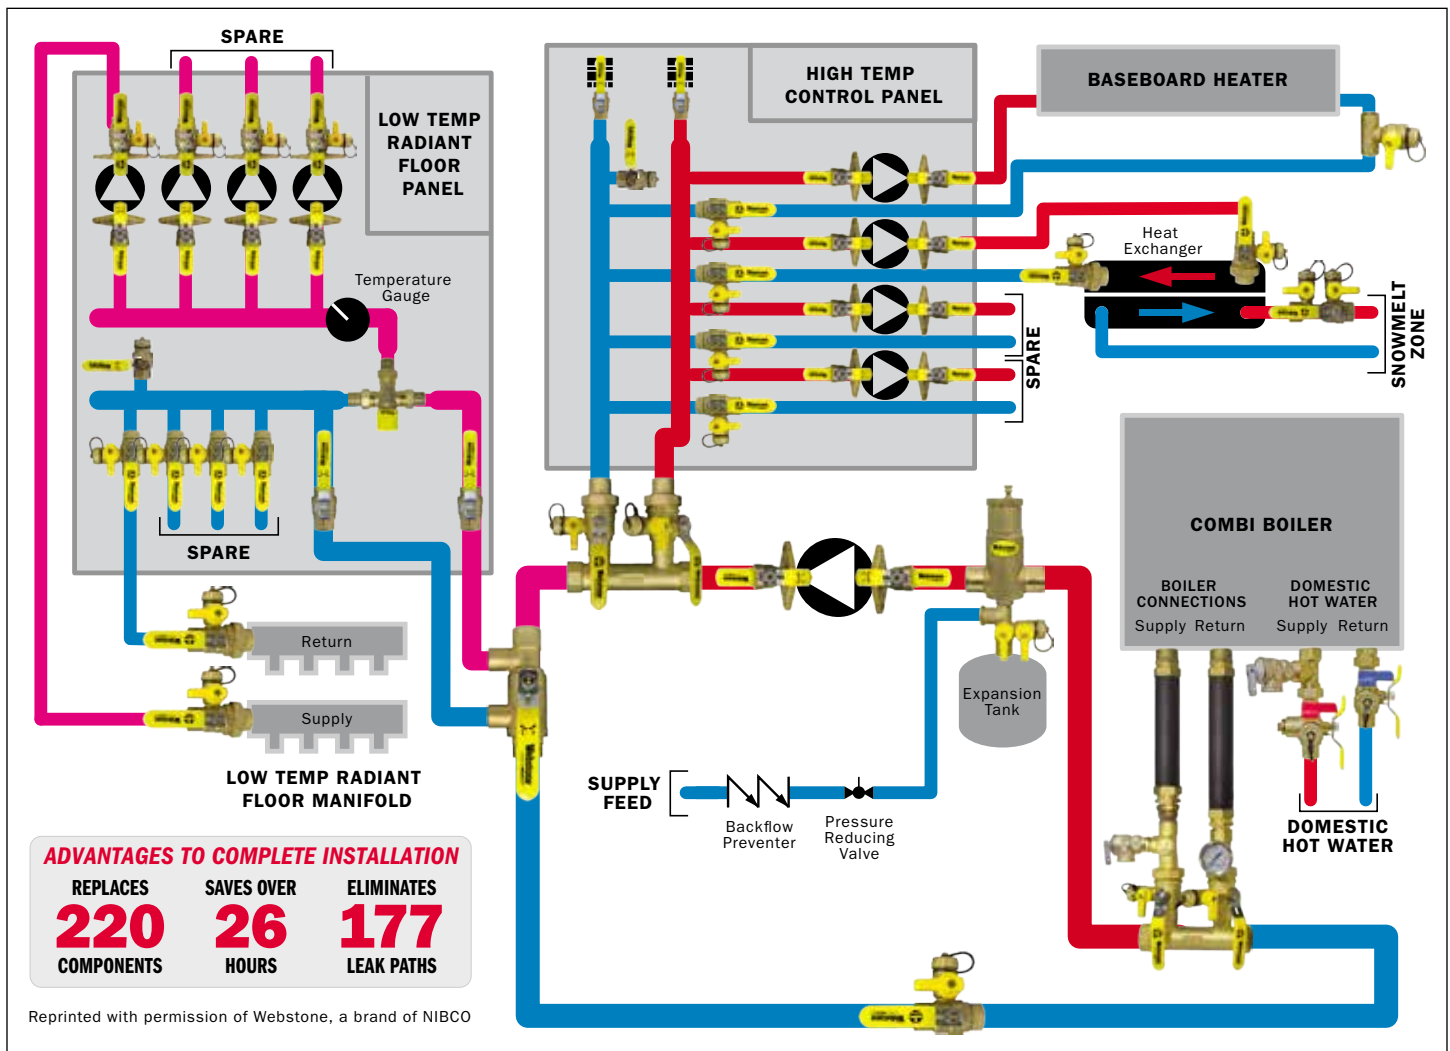 SPARE
LOW TEMP
RADIANT
FLOOR
PANEL
Temperature
Gauge
SPARE
Return
Supply
LOW TEMP RADIANT
FLOOR MANIFOLD
HIGH TEMP
CONTROL PANEL
BASEBOARD HEATER
Heat
Exchanger
SPARE
SNOWMELT
ZONE
COMBI BOILER
BOILER
CONNECTIONS
Supply Return
DOMESTIC
HOT WATER
Supply Return
Expansion
Tank
SUPPLY
FEED
Backflow
Preventer
Pressure
Reducing
Valve
DOMESTIC
HOT WATER
ADVANTAGES TO COMPLETE INSTALLATION
REPLACES
220
COMPONENTS
SAVES OVER
26
HOURS
ELIMINATES
177
LEAK PATHS
Reprinted with permission of Webstone, a brand of NIBCO